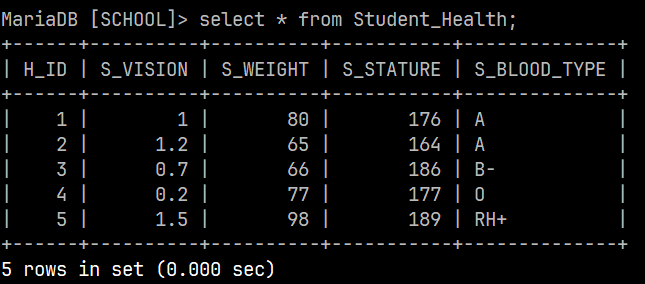 MariaDB [SCHOOL]> select * from Student_Health;
+------+----------+----------+-----------+--------------+
| H_ID | S_VISION | S_WEIGHT | S_STATURE | S_BLOOD_TYPE |
+------+----------+----------+-----------+--------------+
|    1 |        1 |       80 |       176 | A            |
|    2 |      1.2 |       65 |       164 | A            |
|    3 |      0.7 |       66 |       186 | B-           |
|    4 |      0.2 |       77 |       177 | O            |
|    5 |      1.5 |       98 |       189 | RH+          |
+------+----------+----------+-----------+--------------+
5 rows in set (0.000 sec)